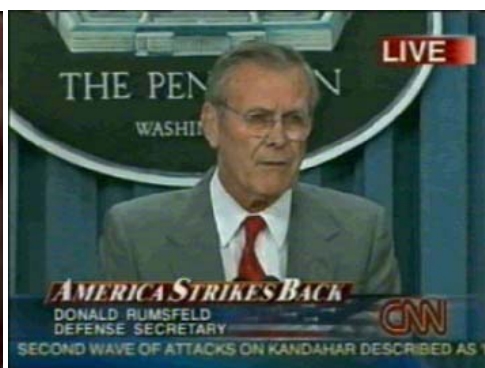 LIVE
THE PEN N
WASHI
AMERICA STRIKES BACK
DONALD RUMSFELD
DEFENSE SECRETARY
CNN
SECOND WAVE OF ATTACKS ON KANDAHAR DESCRIBED AS